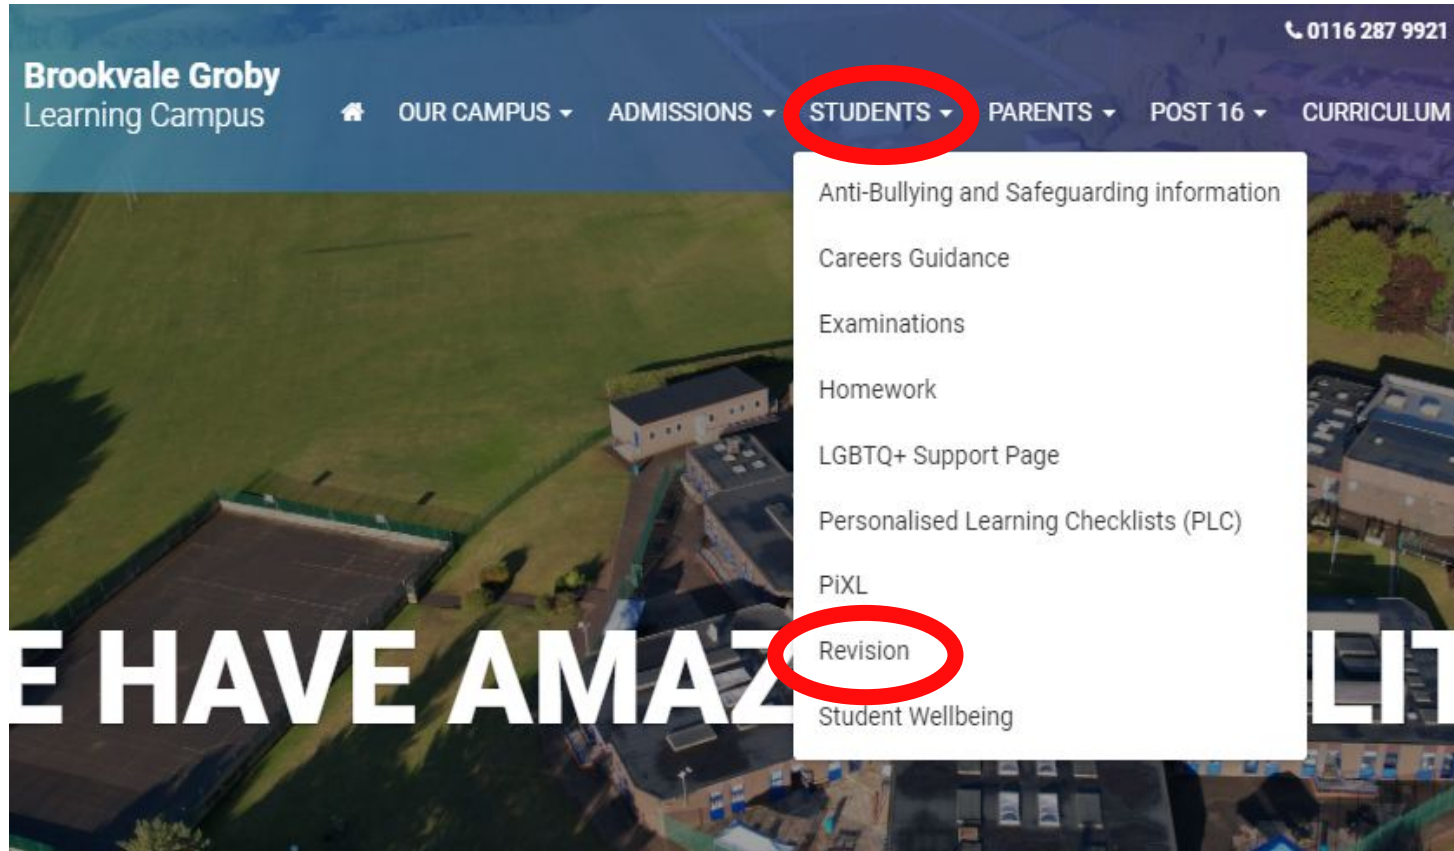 0116 287 9921
Brookvale Groby
Learning Campus
OUR CAMPUS
ADMISSIONS
STUDENTS
PARENTS
POST 16
CURRICULUM
Anti-Bullying and Safeguarding information
Careers Guidance
Examinations
Homework
LGBTQ+ Support Page
Personalised Learning Checklists (PLC)
PiXL
Revision
Student Wellbeing
E HAVE AMAZ LIT